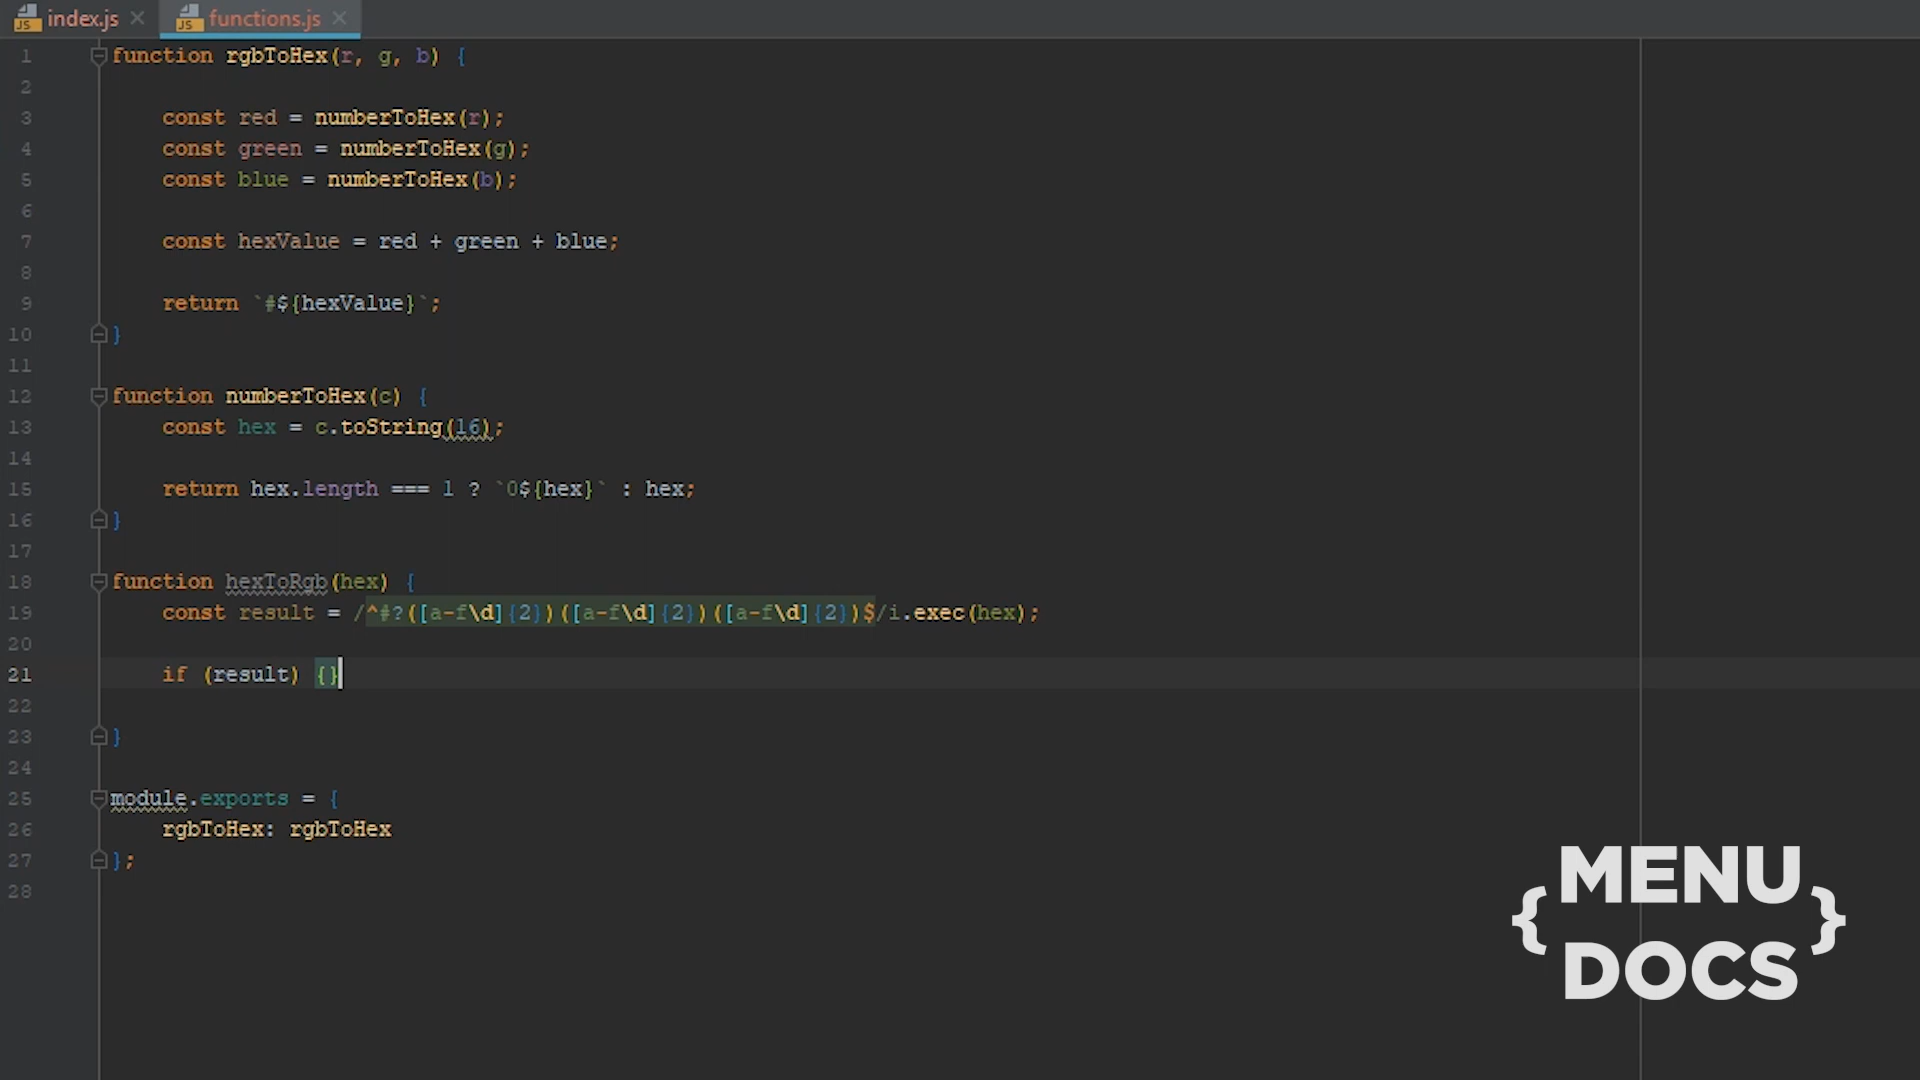 index.js functions.js
1 function rgbToHex(r, g, b) {
2
3 const red = numberToHex(r);
4 const green = numberToHex(g);
5 const blue = numberToHex(b);
6
7 const hexValue = red + green + blue;
8
9 return `#${hexValue}`;
10 }
11
12 function numberToHex(c) {
13 const hex = c.toString(16);
14
15 return hex.length === 1 ? `0${hex}` : hex;
16 }
17
18 function hexToRgb(hex) {
19 const result = /^#?([a-f\d]{2})([a-f\d]{2})([a-f\d]{2})$/i.exec(hex);
20
21 if (result) {}
22
23 }
24
25 module.exports = {
26 rgbToHex: rgbToHex
27 };
28
{MENU DOCS}